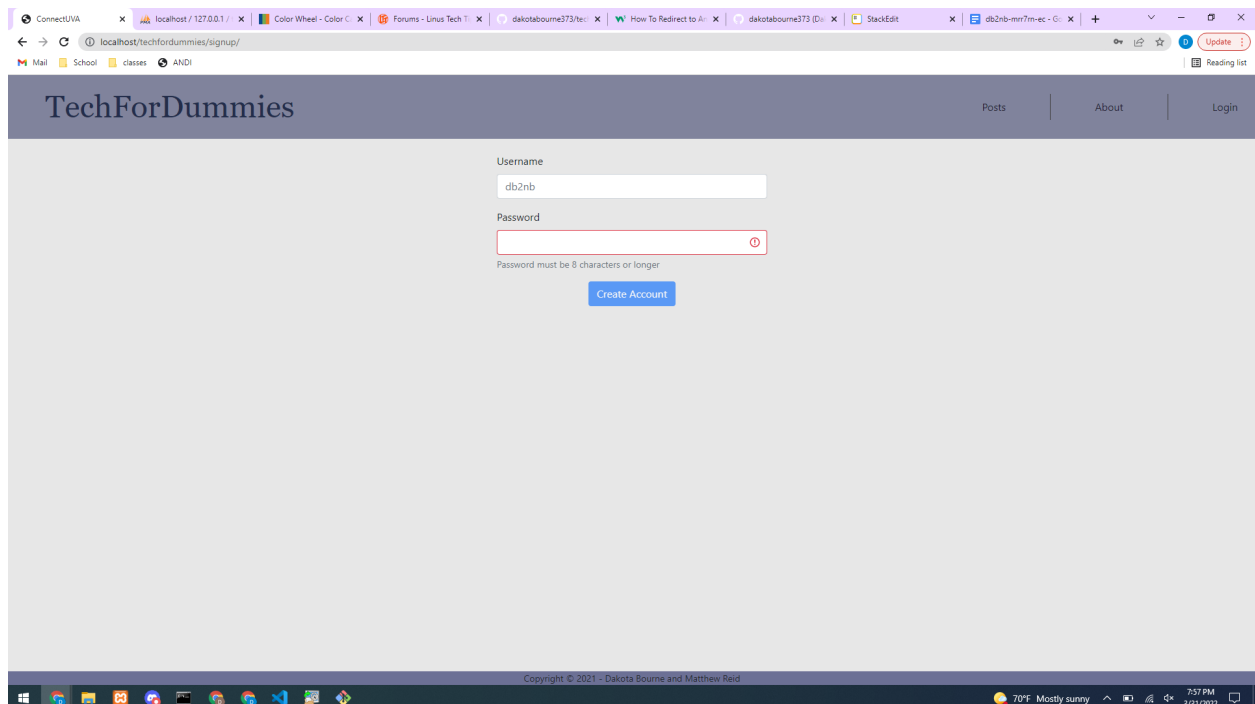 ConnectUVA
localhost / 127.0.0.1 /
Color Wheel - Color C
Forums - Linus Tech Ti
dakotabourne373/tec
How To Redirect to An
dakotabourne373 (Da
StackEdit
db2nb-mrr7rn-ec - Go
localhost/techfordummies/signup/
D
Update
Mail
School
classes
ANDI
Reading list
TechForDummies
Posts
About
Login
Username
db2nb
Password
Password must be 8 characters or longer
Create Account
Copyright © 2021 - Dakota Bourne and Matthew Reid
70°F Mostly sunny
7:57 PM